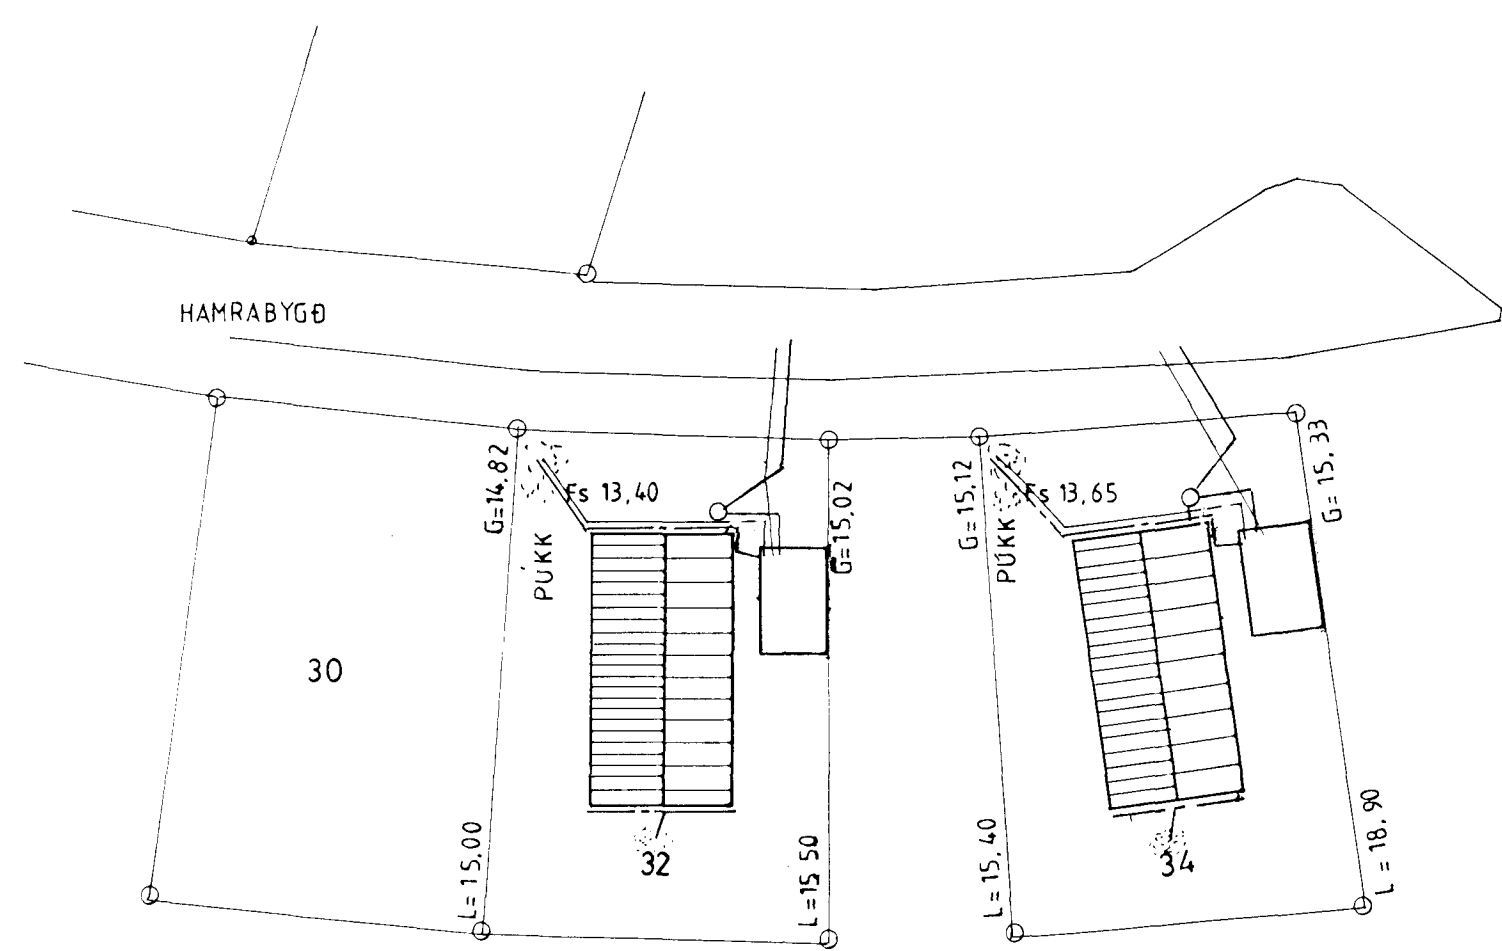 HAMRABYGÐ
G=14,82
Fs 13,40
PUKK
G=15,02
G=15,12
Fs 13,65
PUKK
G=15,33
30
L=15,00
32
L=15 50
L=15,40
34
L=18,90